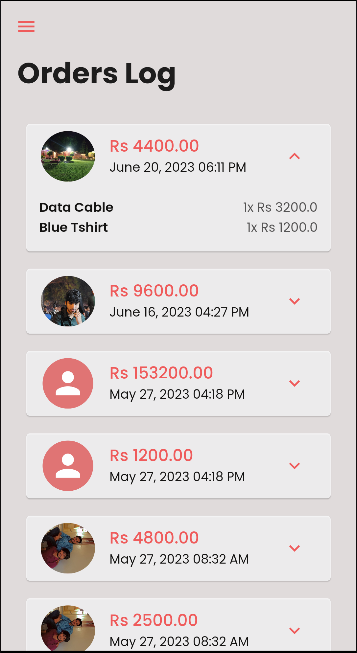 Orders Log
Rs 4400.00
June 20, 2023 06:11 PM
Data Cable 1x Rs 3200.0
Blue Tshirt 1x Rs 1200.0
Rs 9600.00
June 16, 2023 04:27 PM
Rs 153200.00
May 27, 2023 04:18 PM
Rs 1200.00
May 27, 2023 04:18 PM
Rs 4800.00
May 27, 2023 08:32 AM
Rs 2500.00
May 27, 2023 08:32 AM